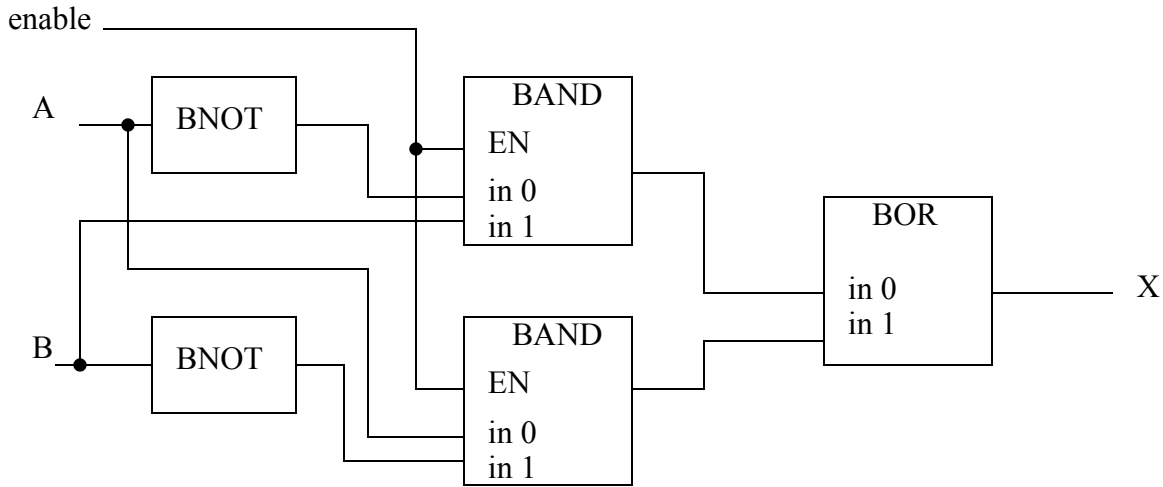 enable
A
BNOT
BAND
EN
in 0
in 1
BOR
in 0
in 1
X
B
BNOT
BAND
EN
in 0
in 1